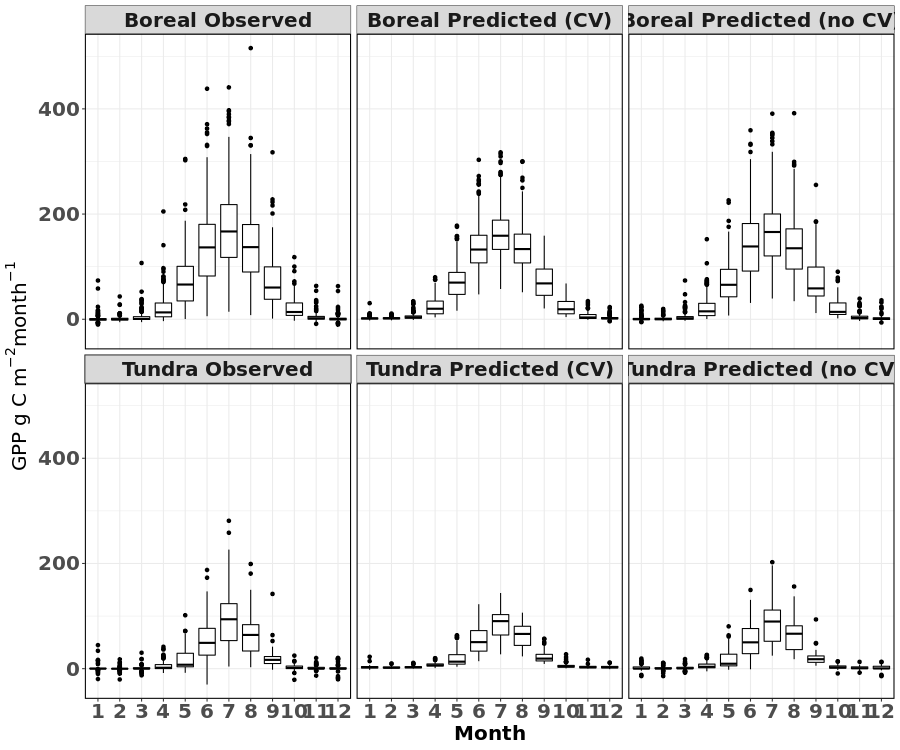 Boreal Observed
Boreal Predicted (CV)
Boreal Predicted (no CV)
400
200
0
Tundra Observed
Tundra Predicted (CV)
Tundra Predicted (no CV
400
200
0
GPP g C m⁻²month⁻¹
1 2 3 4 5 6 7 8 9 10 11 12
1 2 3 4 5 6 7 8 9 10 11 12
1 2 3 4 5 6 7 8 9 10 11 12
Month